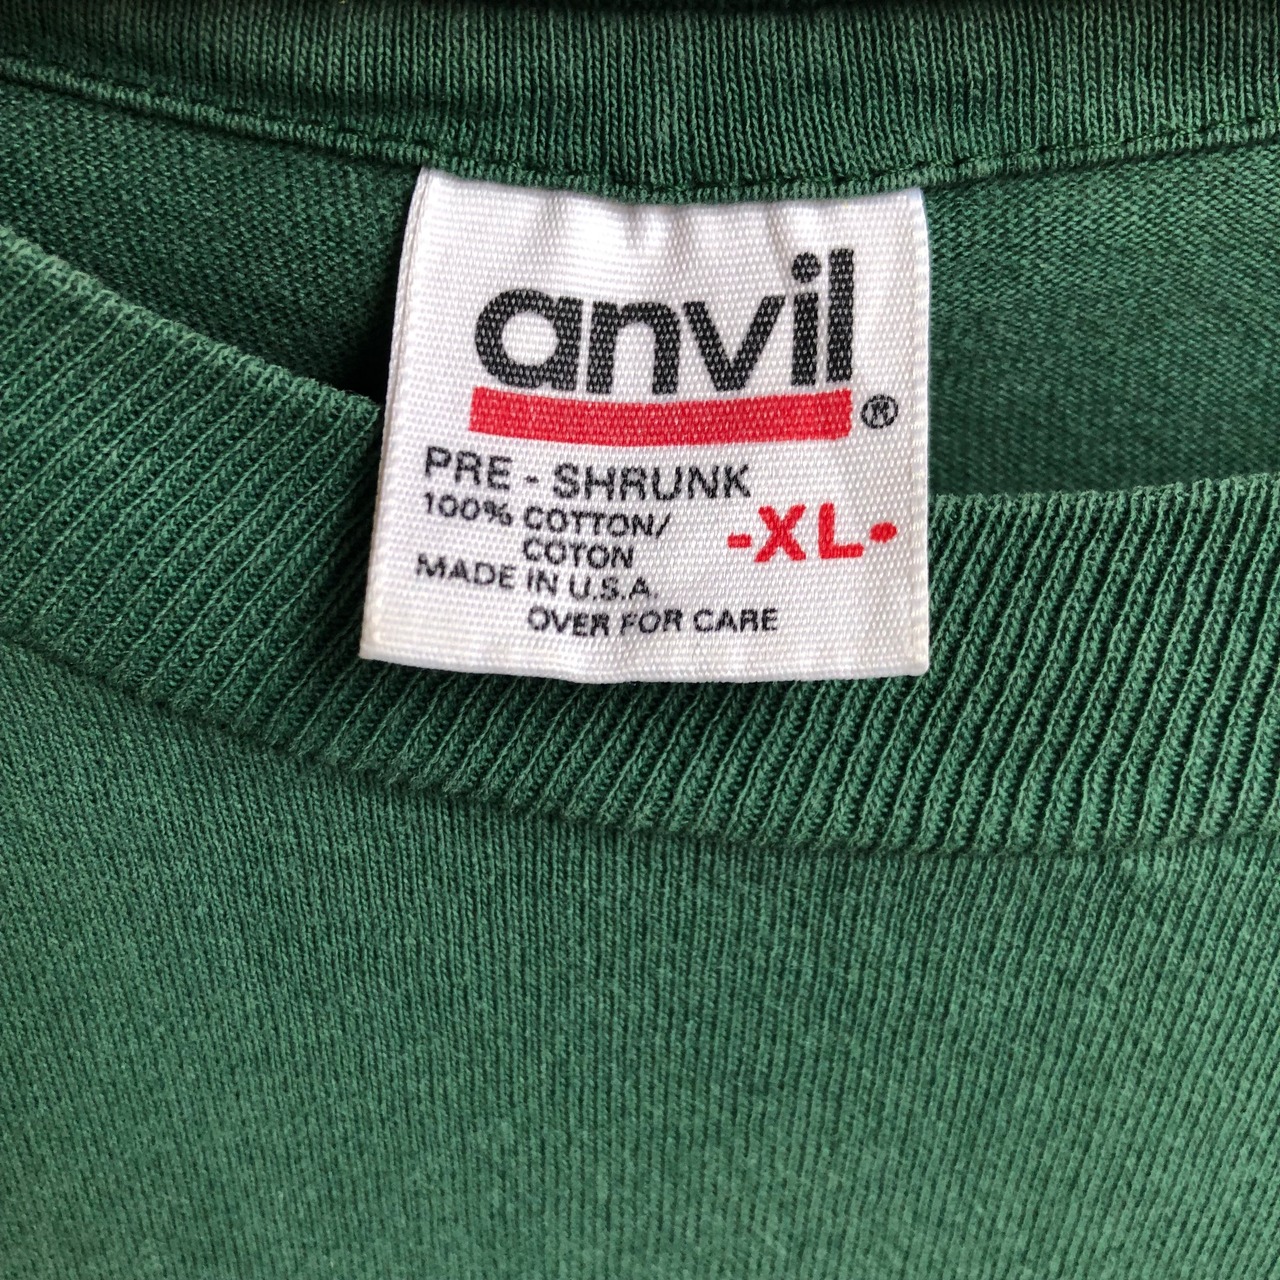 anvil®
PRE - SHRUNK
100% COTTON/
COTON
-XL-
MADE IN U.S.A.
OVER FOR CARE